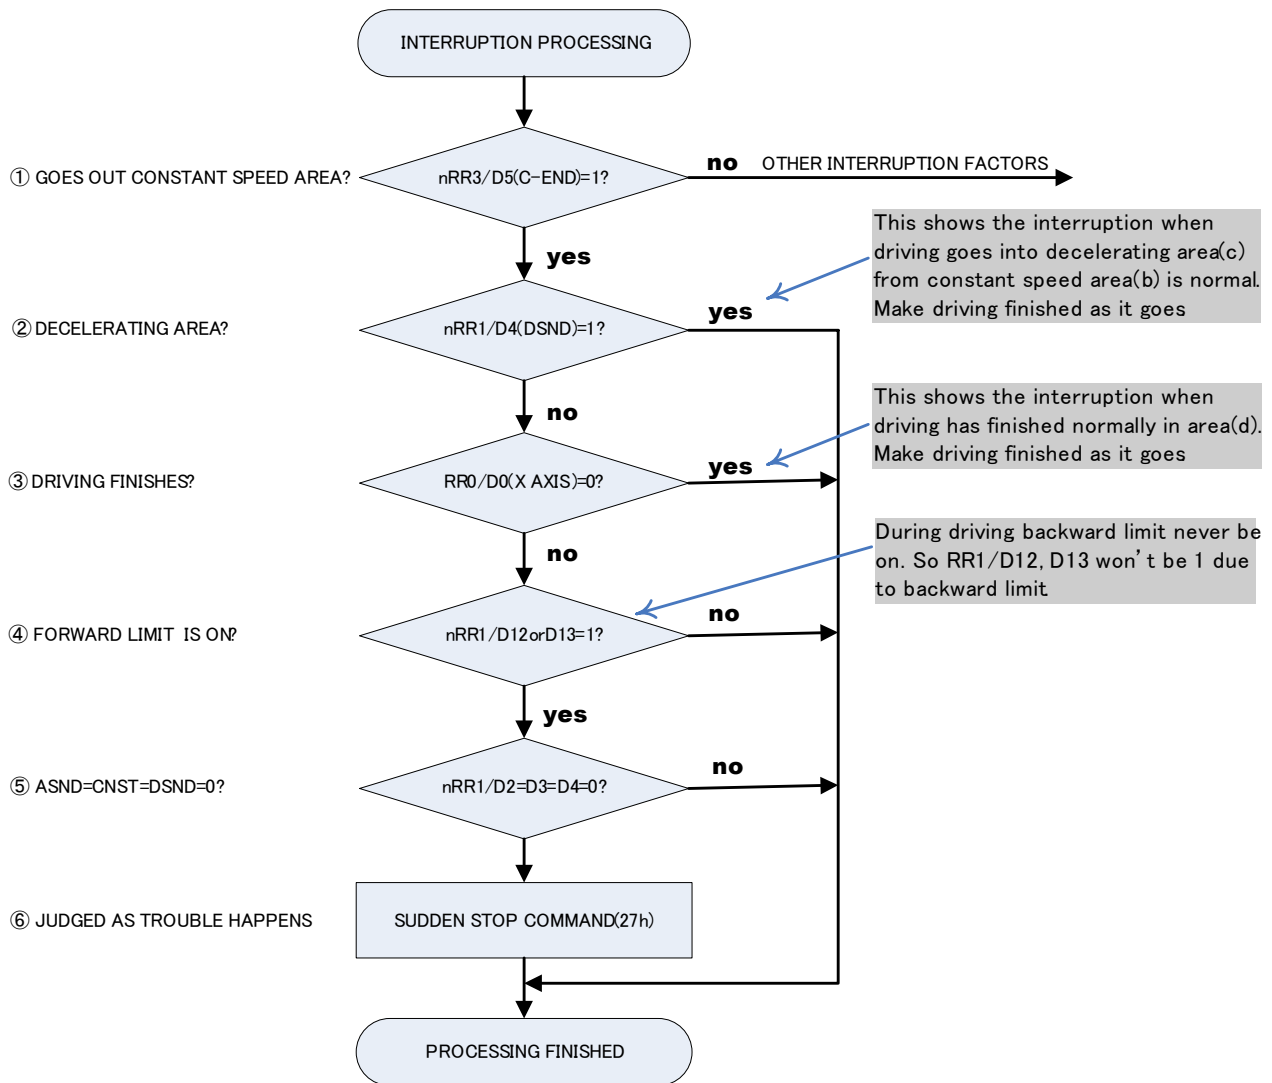 INTERRUPTION PROCESSING
① GOES OUT CONSTANT SPEED AREA?
nRR3/D5(C-END)=1?
no
OTHER INTERRUPTION FACTORS
yes
This shows the interruption when
driving goes into decelerating area(c)
from constant speed area(b) is normal.
Make driving finished as it goes
② DECELERATING AREA?
nRR1/D4(DSND)=1?
yes
no
This shows the interruption when
driving has finished normally in area(d).
Make driving finished as it goes
③ DRIVING FINISHES?
RR0/D0(X AXIS)=0?
yes
no
During driving backward limit never be
on. So RR1/D12, D13 won't be 1 due
to backward limit
④ FORWARD LIMIT IS ON?
nRR1/D12orD13=1?
no
yes
⑤ ASND=CNST=DSND=0?
nRR1/D2=D3=D4=0?
no
⑥ JUDGED AS TROUBLE HAPPENS
SUDDEN STOP COMMAND(27h)
PROCESSING FINISHED